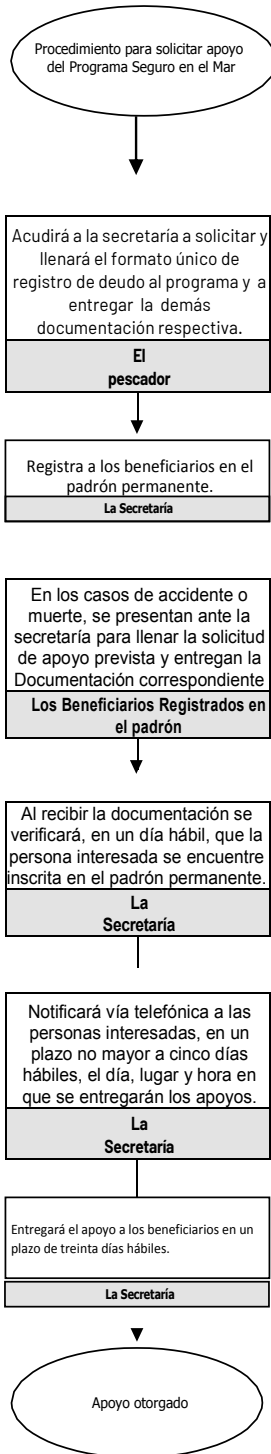 Procedimiento para solicitar apoyo
del Programa Seguro en el Mar
Acudirá a la secretaría a solicitar y
llenará el formato único de
registro de deudo al programa y a
entregar la demás
documentación respectiva.
El
pescador
Registra a los beneficiarios en el
padrón permanente.
La Secretaría
En los casos de accidente o
muerte, se presentan ante la
secretaría para llenar la solicitud
de apoyo prevista y entregan la
Documentación correspondiente
Los Beneficiarios Registrados en
el padrón
Al recibir la documentación se
verificará, en un día hábil, que la
persona interesada se encuentre
inscrita en el padrón permanente.
La
Secretaría
Notificará vía telefónica a las
personas interesadas, en un
plazo no mayor a cinco días
hábiles, el día, lugar y hora en
que se entregarán los apoyos.
La
Secretaría
Entregará el apoyo a los beneficiarios en un
plazo de treinta días hábiles.
La Secretaría
Apoyo otorgado